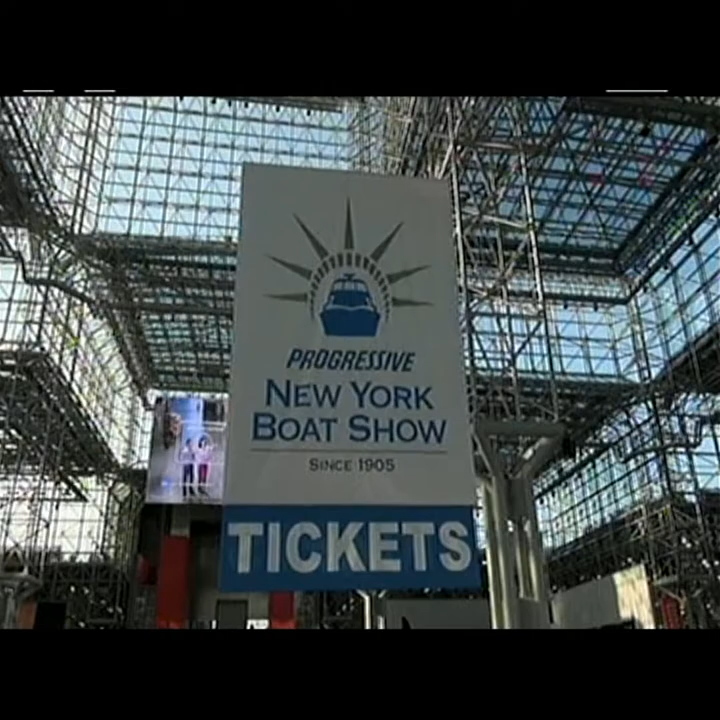 PROGRESSIVE
NEW YORK
BOAT SHOW
SINCE 1905
TICKETS